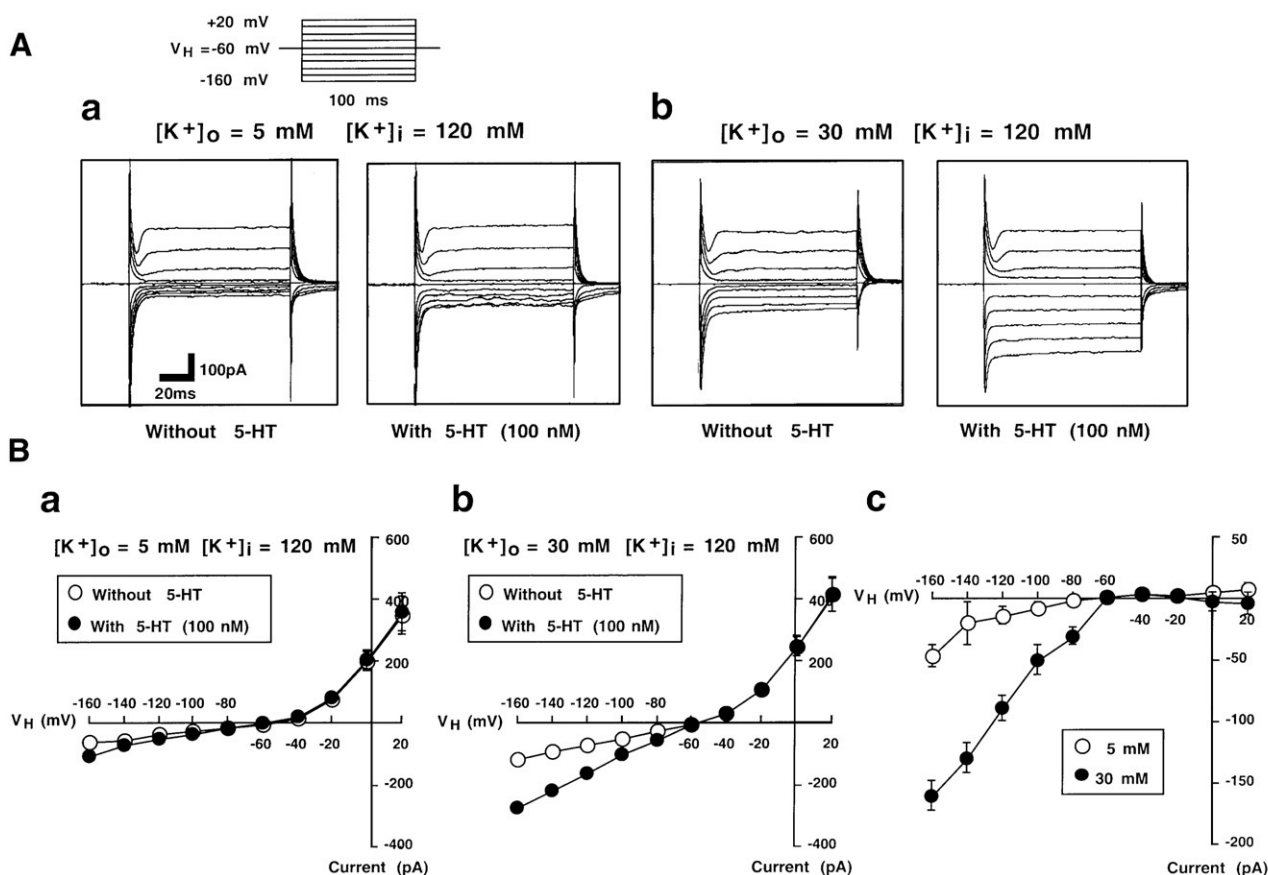 A
+20 mV
V H = -60 mV
-160 mV
100 ms
a
[K+]o = 5 mM [K+]i = 120 mM
b
[K+]o = 30 mM [K+]i = 120 mM
100pA
20ms
Without 5-HT
With 5-HT (100 nM)
Without 5-HT
With 5-HT (100 nM)
B
a
[K+]o = 5 mM [K+]i = 120 mM
Without 5-HT
With 5-HT (100 nM)
600
400
200
-160 -140 -120 -100 -80
V H (mV)
-60 -40 -20 20
-200
-400
Current (pA)
b
[K+]o = 30 mM [K+]i = 120 mM
Without 5-HT
With 5-HT (100 nM)
600
400
200
-160 -140 -120 -100 -80
V H (mV)
-60 -40 -20 20
-200
-400
Current (pA)
c
50
-160 -140 -120 -100 -80 -60
V H (mV)
-40 -20 20
-50
-100
-150
-200
5 mM
30 mM
Current (pA)